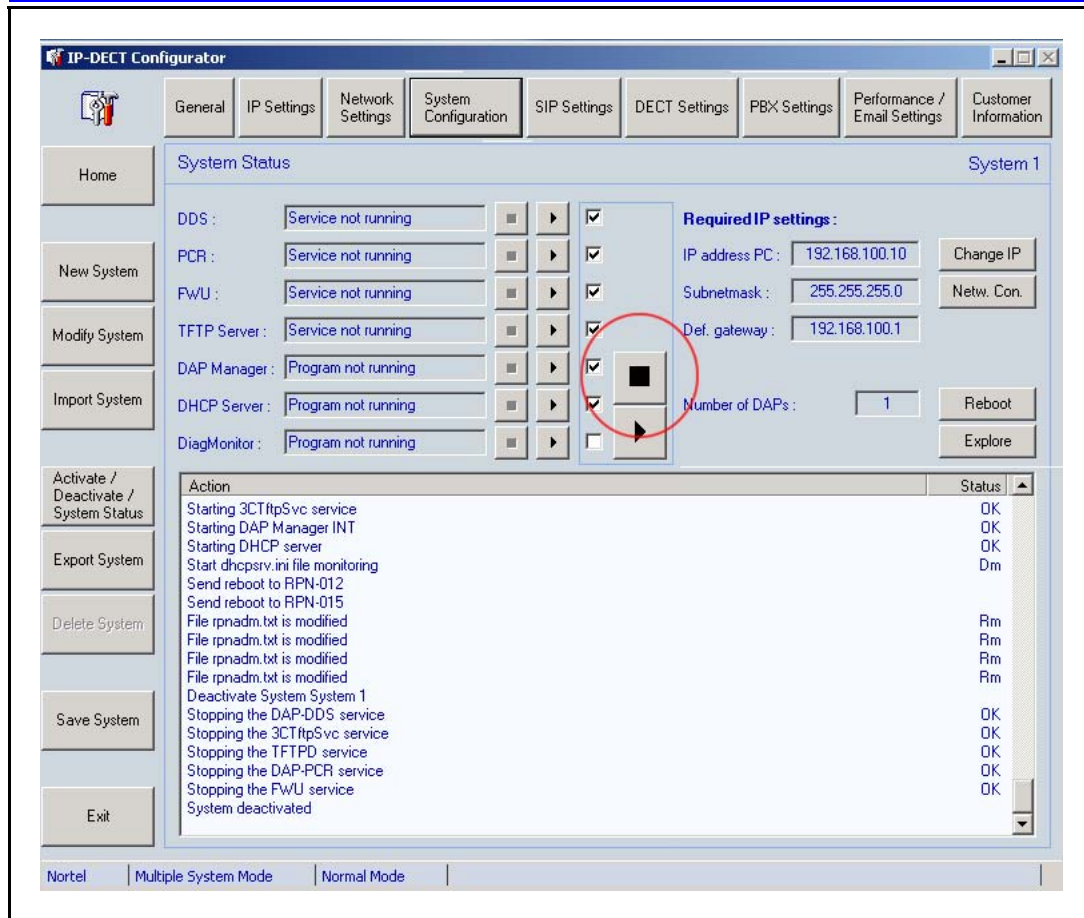 IP-DECT Configurator
General
IP Settings
Network
Settings
System
Configuration
SIP Settings
DECT Settings
PBX Settings
Performance /
Email Settings
Customer
Information
Home
New System
Modify System
Import System
Activate /
Deactivate /
System Status
Export System
Delete System
Save System
Exit
System Status System 1
DDS : Service not running
PCR : Service not running
FWU : Service not running
TFTP Server : Service not running
DAP Manager : Program not running
DHCP Server : Program not running
DiagMonitor : Program not running
Required IP settings :
IP address PC : 192.168.100.10 Change IP
Subnetmask : 255.255.255.0 Netw. Con.
Def. gateway : 192.168.100.1
Number of DAPs : 1 Reboot
Explore
Action Status
Starting 3CTftpSvc service OK
Starting DAP Manager INT OK
Starting DHCP server OK
Start dhcpsrv.ini file monitoring Dm
Send reboot to RPN-012
Send reboot to RPN-015
File rpnadm.txt is modified Rm
File rpnadm.txt is modified Rm
File rpnadm.txt is modified Rm
File rpnadm.txt is modified Rm
Deactivate System System 1
Stopping the DAP-DDS service OK
Stopping the 3CTftpSvc service OK
Stopping the TFTPD service OK
Stopping the DAP-PCR service OK
Stopping the FWU service OK
System deactivated
Nortel Multiple System Mode Normal Mode